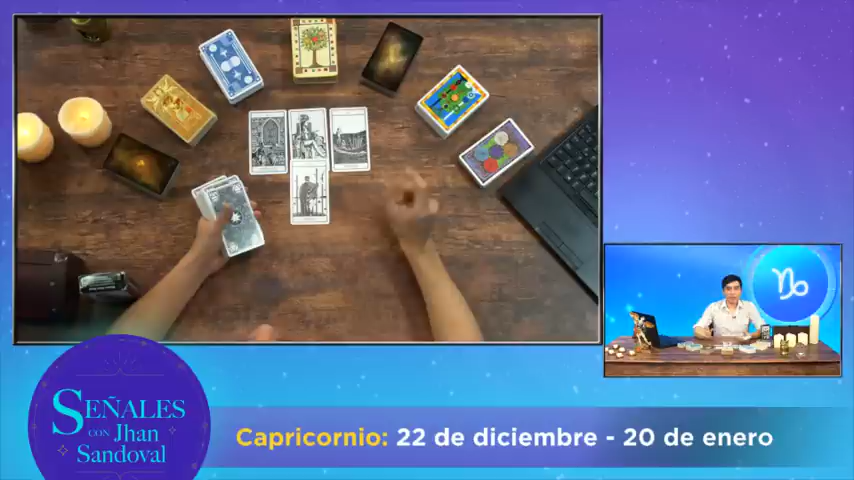 SEÑALES
CON Jhan
Sandoval
Capricornio: 22 de diciembre - 20 de enero